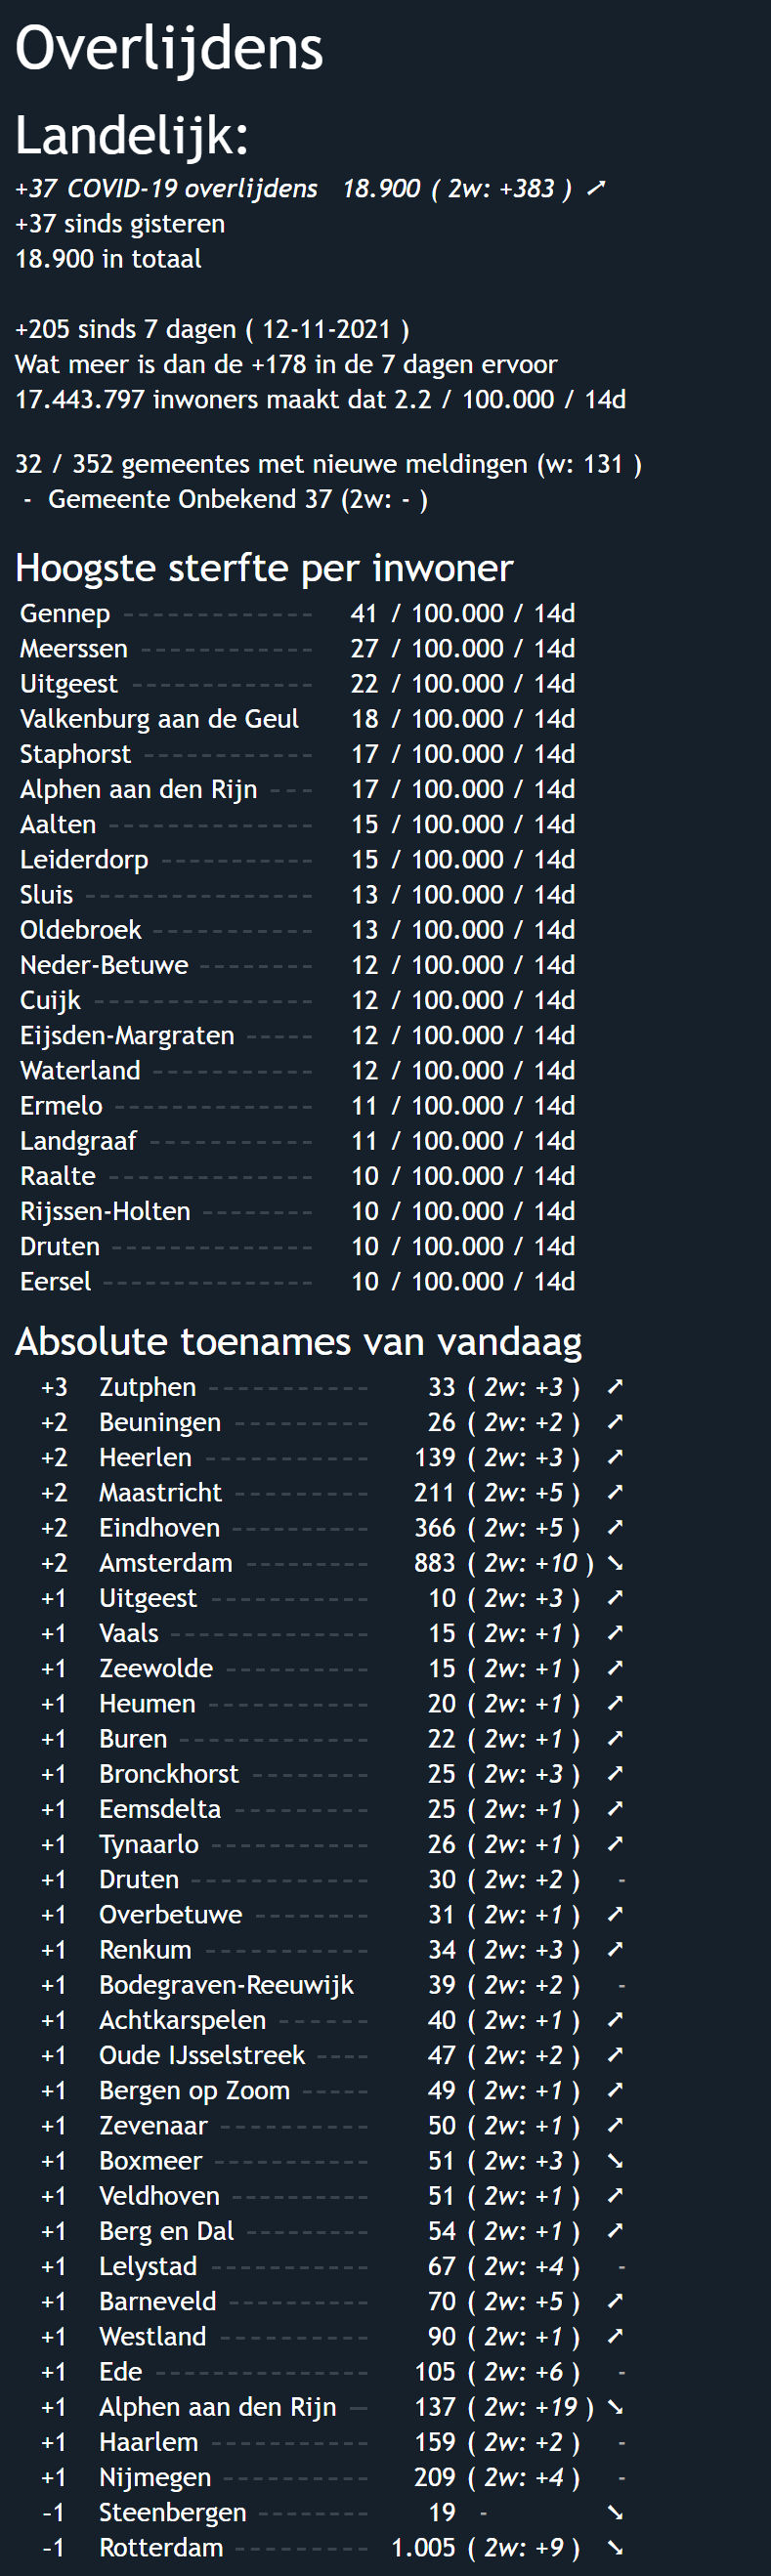 Overlijdens
Landelijk:
+37 COVID-19 overlijdens 18.900 ( 2w: +383 ) ➚
+37 sinds gisteren
18.900 in totaal
+205 sinds 7 dagen ( 12-11-2021 )
Wat meer is dan de +178 in de 7 dagen ervoor
17.443.797 inwoners maakt dat 2.2 / 100.000 / 14d
32 / 352 gemeentes met nieuwe meldingen (w: 131 )
- Gemeente Onbekend 37 (2w: - )
Hoogste sterfte per inwoner
Gennep ------------- 41 / 100.000 / 14d
Meerssen ------------ 27 / 100.000 / 14d
Uitgeest ------------ 22 / 100.000 / 14d
Valkenburg aan de Geul 18 / 100.000 / 14d
Staphorst ----------- 17 / 100.000 / 14d
Alphen aan den Rijn --- 17 / 100.000 / 14d
Aalten -------------- 15 / 100.000 / 14d
Leiderdorp ---------- 15 / 100.000 / 14d
Sluis --------------- 13 / 100.000 / 14d
Oldebroek ----------- 13 / 100.000 / 14d
Neder-Betuwe ------- 12 / 100.000 / 14d
Cuijk --------------- 12 / 100.000 / 14d
Eijsden-Margraten ----- 12 / 100.000 / 14d
Waterland ----------- 12 / 100.000 / 14d
Ermelo ------------- 11 / 100.000 / 14d
Landgraaf ----------- 11 / 100.000 / 14d
Raalte -------------- 10 / 100.000 / 14d
Rijssen-Holten ------- 10 / 100.000 / 14d
Druten ------------- 10 / 100.000 / 14d
Eersel -------------- 10 / 100.000 / 14d
Absolute toenames van vandaag
+3 Zutphen ----------- 33 ( 2w: +3 ) ➚
+2 Beuningen --------- 26 ( 2w: +2 ) ➚
+2 Heerlen ----------- 139 ( 2w: +3 ) ➚
+2 Maastricht --------- 211 ( 2w: +5 ) ➚
+2 Eindhoven --------- 366 ( 2w: +5 ) ➚
+2 Amsterdam --------- 883 ( 2w: +10 ) ➘
+1 Uitgeest ----------- 10 ( 2w: +3 ) ➚
+1 Vaals ------------- 15 ( 2w: +1 ) ➚
+1 Zeewolde ---------- 15 ( 2w: +1 ) ➚
+1 Heumen ----------- 20 ( 2w: +1 ) ➚
+1 Buren ------------- 22 ( 2w: +1 ) ➚
+1 Bronckhorst -------- 25 ( 2w: +3 ) ➚
+1 Eemsdelta --------- 25 ( 2w: +1 ) ➚
+1 Tynaarlo ----------- 26 ( 2w: +1 ) ➚
+1 Druten ------------ 30 ( 2w: +2 ) -
+1 Overbetuwe -------- 31 ( 2w: +1 ) ➚
+1 Renkum ----------- 34 ( 2w: +3 ) ➚
+1 Bodegraven-Reeuwijk 39 ( 2w: +2 ) -
+1 Achtkarspelen ------ 40 ( 2w: +1 ) ➚
+1 Oude IJsselstreek ---- 47 ( 2w: +2 ) ➚
+1 Bergen op Zoom ----- 49 ( 2w: +1 ) ➚
+1 Zevenaar ---------- 50 ( 2w: +1 ) ➚
+1 Boxmeer ----------- 51 ( 2w: +3 ) ➘
+1 Veldhoven --------- 51 ( 2w: +1 ) ➚
+1 Berg en Dal -------- 54 ( 2w: +1 ) ➚
+1 Lelystad ----------- 67 ( 2w: +4 ) -
+1 Barneveld --------- 70 ( 2w: +5 ) ➚
+1 Westland ---------- 90 ( 2w: +1 ) ➚
+1 Ede -------------- 105 ( 2w: +6 ) -
+1 Alphen aan den Rijn — 137 ( 2w: +19 ) ➘
+1 Haarlem ----------- 159 ( 2w: +2 ) -
+1 Nijmegen ---------- 209 ( 2w: +4 ) -
-1 Steenbergen ------- 19 - ➘
-1 Rotterdam --------- 1.005 ( 2w: +9 ) ➘